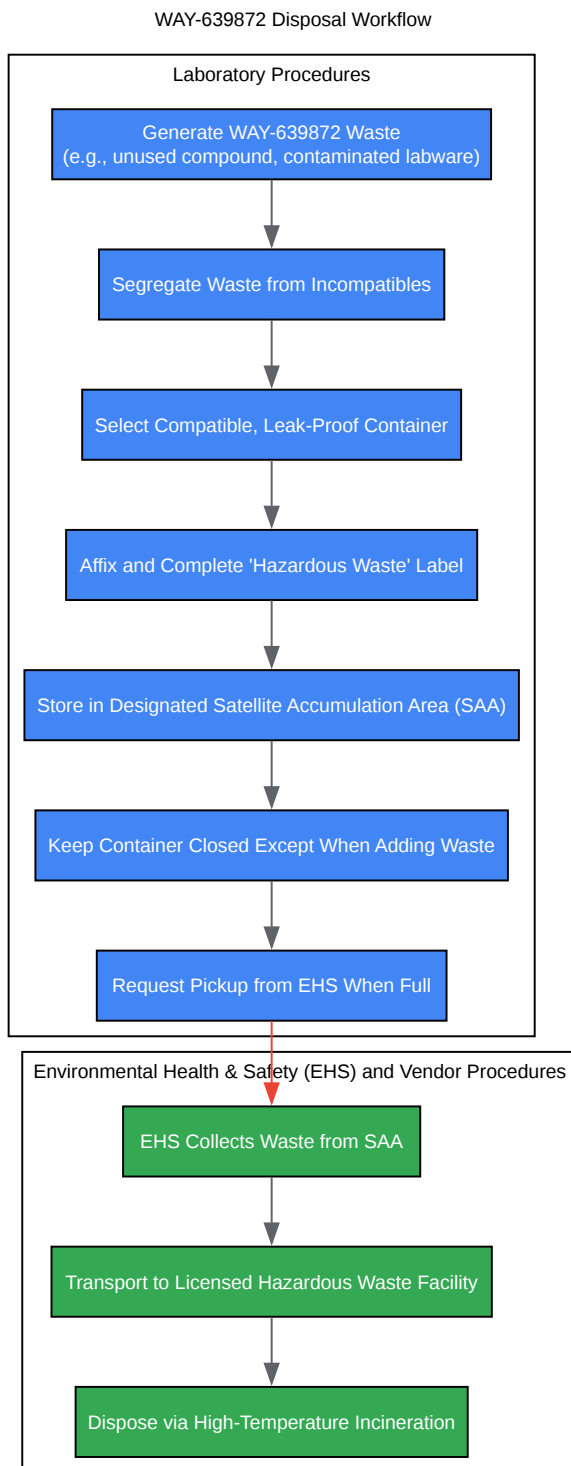 WAY-639872 Disposal Workflow
Laboratory Procedures
Generate WAY-639872 Waste
(e.g., unused compound, contaminated labware)
Segregate Waste from Incompatibles
Select Compatible, Leak-Proof Container
Affix and Complete 'Hazardous Waste' Label
Store in Designated Satellite Accumulation Area (SAA)
Keep Container Closed Except When Adding Waste
Request Pickup from EHS When Full
Environmental Health & Safety (EHS) and Vendor Procedures
EHS Collects Waste from SAA
Transport to Licensed Hazardous Waste Facility
Dispose via High-Temperature Incineration